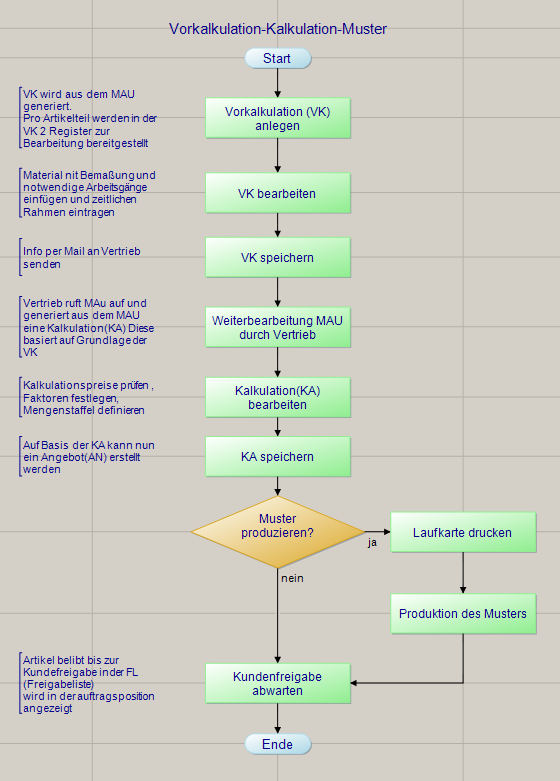 Vorkalkulation-Kalkulation-Muster
Start
VK wird aus dem MAU
generiert.
Pro Artikelteil werden in der
VK 2 Register zur
Bearbeitung bereitgestellt
Vorkalkulation (VK)
anlegen
Material nit Bemaßung und
notwendige Arbeitsgänge
einfügen und zeitlichen
Rahmen eintragen
VK bearbeiten
Info per Mail an Vertrieb
senden
VK speichern
Vertrieb ruft MAu auf und
generiert aus dem MAU
eine Kalkulation(KA) Diese
basiert auf Grundlage der
VK
Weiterbearbeitung MAU
durch Vertrieb
Kalkulationspreise prüfen ,
Faktoren festlegen,
Mengenstaffel definieren
Kalkulation(KA)
bearbeiten
Auf Basis der KA kann nun
ein Angebot(AN) erstellt
werden
KA speichern
Muster
produzieren?
ja
Laufkarte drucken
nein
Produktion des Musters
Artikel belibt bis zur
Kundefreigabe in der FL
(Freigabeliste)
wird in der auftragsposition
angezeigt
Kundenfreigabe
abwarten
Ende